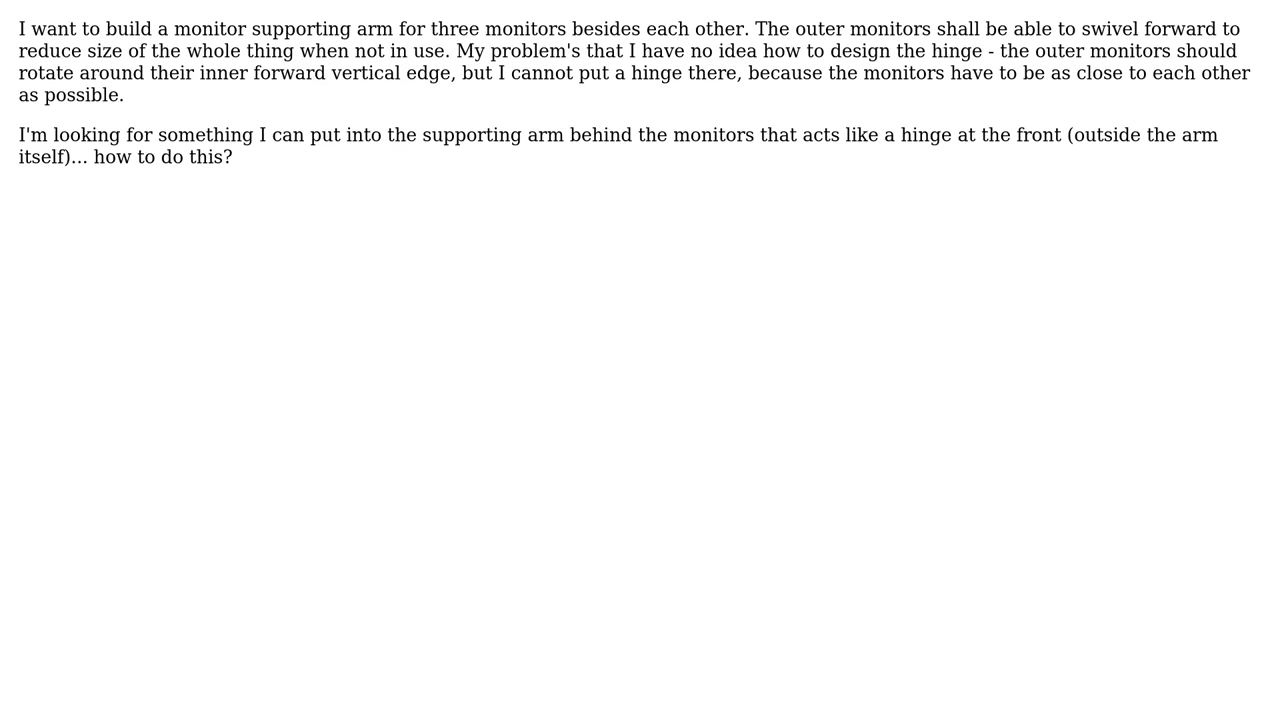 I want to build a monitor supporting arm for three monitors besides each other. The outer monitors shall be able to swivel forward to
reduce size of the whole thing when not in use. My problem's that I have no idea how to design the hinge - the outer monitors should
rotate around their inner forward vertical edge, but I cannot put a hinge there, because the monitors have to be as close to each other
as possible.
I'm looking for something I can put into the supporting arm behind the monitors that acts like a hinge at the front (outside the arm
itself)... how to do this?